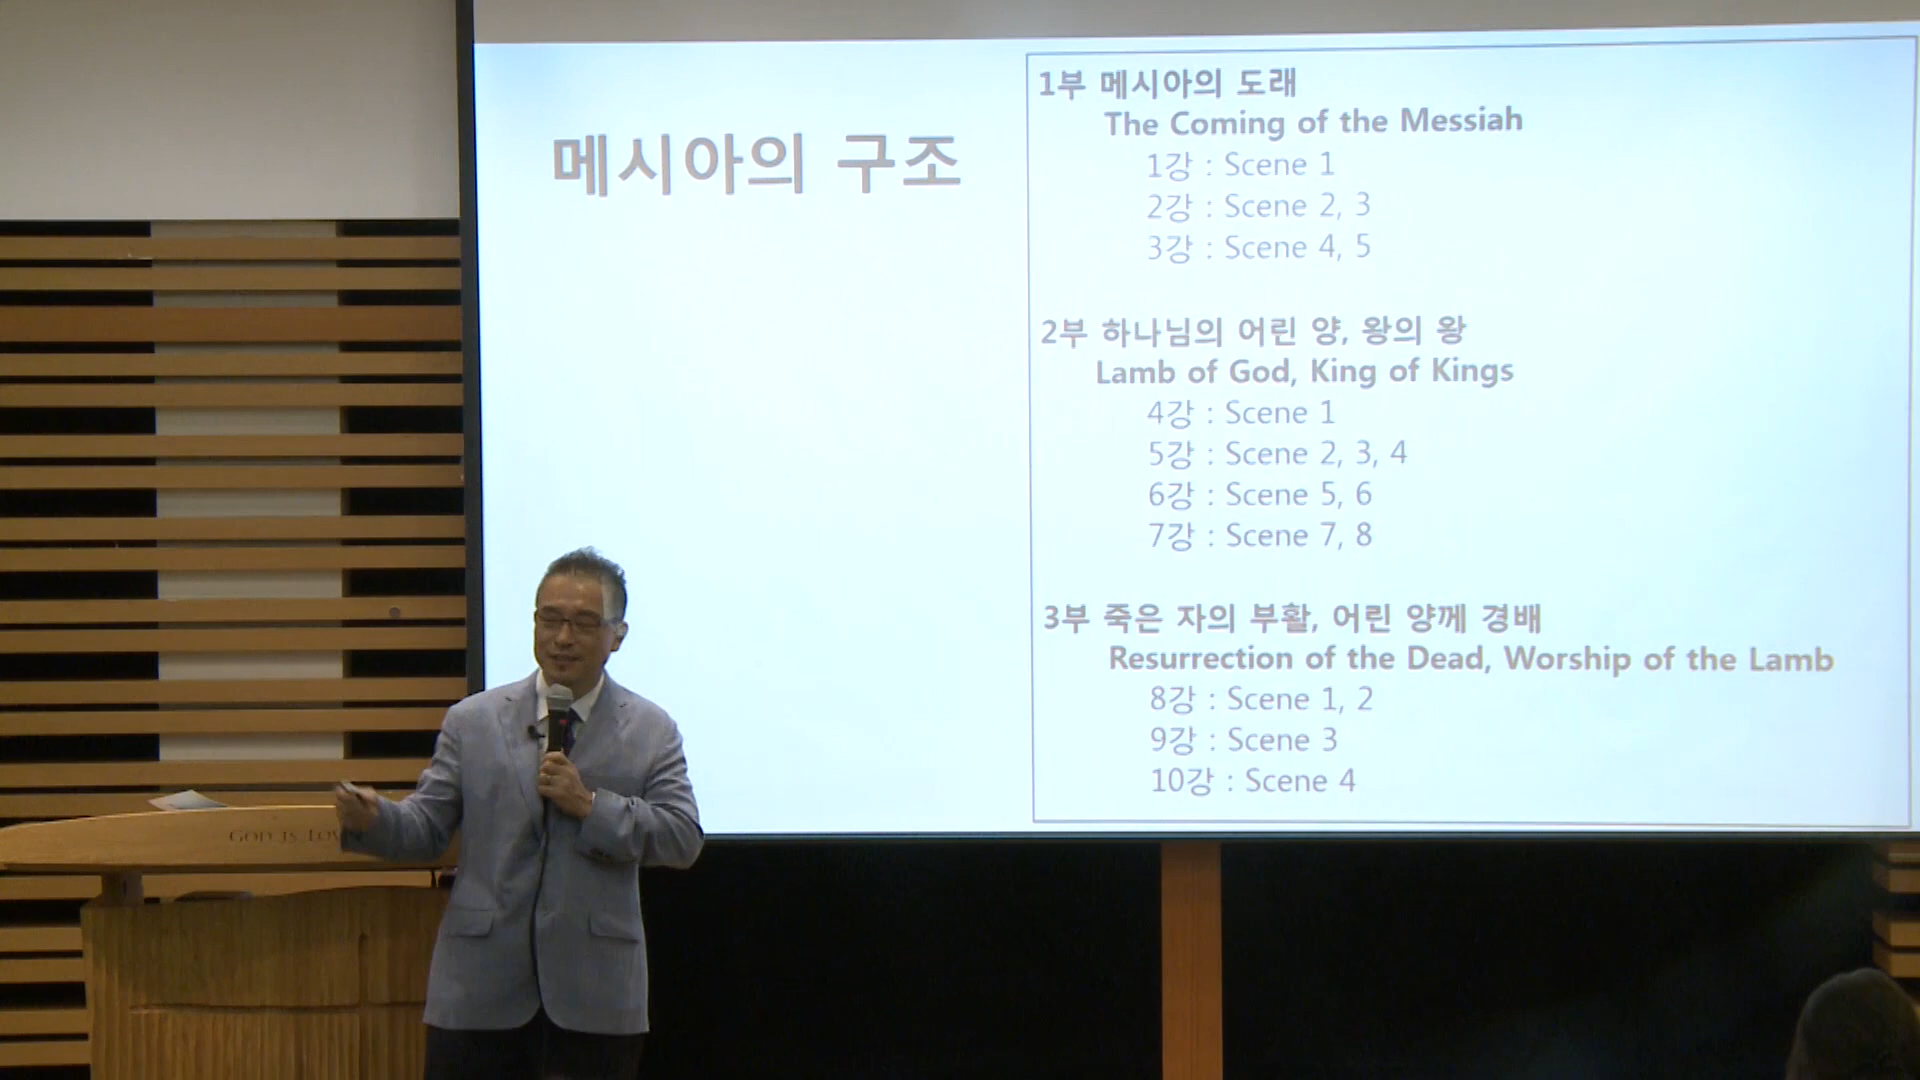 메시아의 구조
1부 메시아의 도래
The Coming of the Messiah
1강 : Scene 1
2강 : Scene 2, 3
3강 : Scene 4, 5
2부 하나님의 어린 양, 왕의 왕
Lamb of God, King of Kings
4강 : Scene 1
5강 : Scene 2, 3, 4
6강 : Scene 5, 6
7강 : Scene 7, 8
3부 죽은 자의 부활, 어린 양께 경배
Resurrection of the Dead, Worship of the Lamb
8강 : Scene 1, 2
9강 : Scene 3
10강 : Scene 4
GOD IS